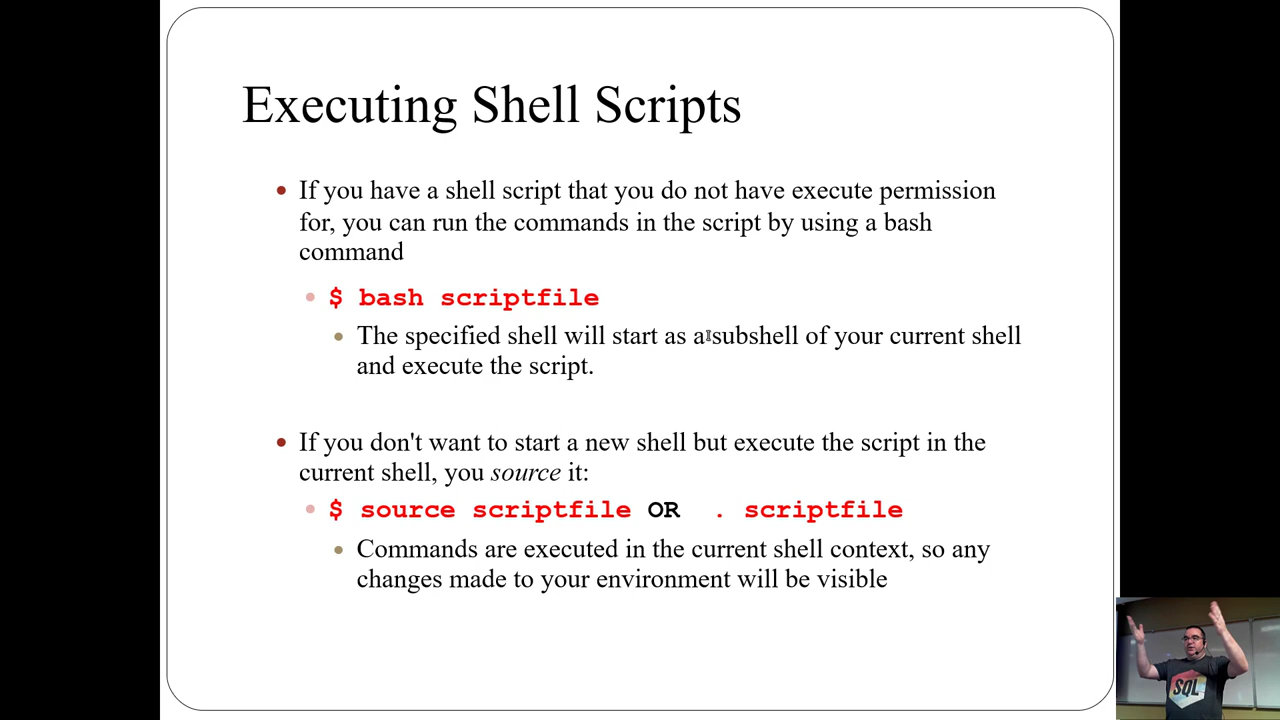 Executing Shell Scripts
If you have a shell script that you do not have execute permission
for, you can run the commands in the script by using a bash
command
$ bash scriptfile
The specified shell will start as a subshell of your current shell
and execute the script.
If you don't want to start a new shell but execute the script in the
current shell, you source it:
$ source scriptfile OR . scriptfile
Commands are executed in the current shell context, so any
changes made to your environment will be visible
SQL